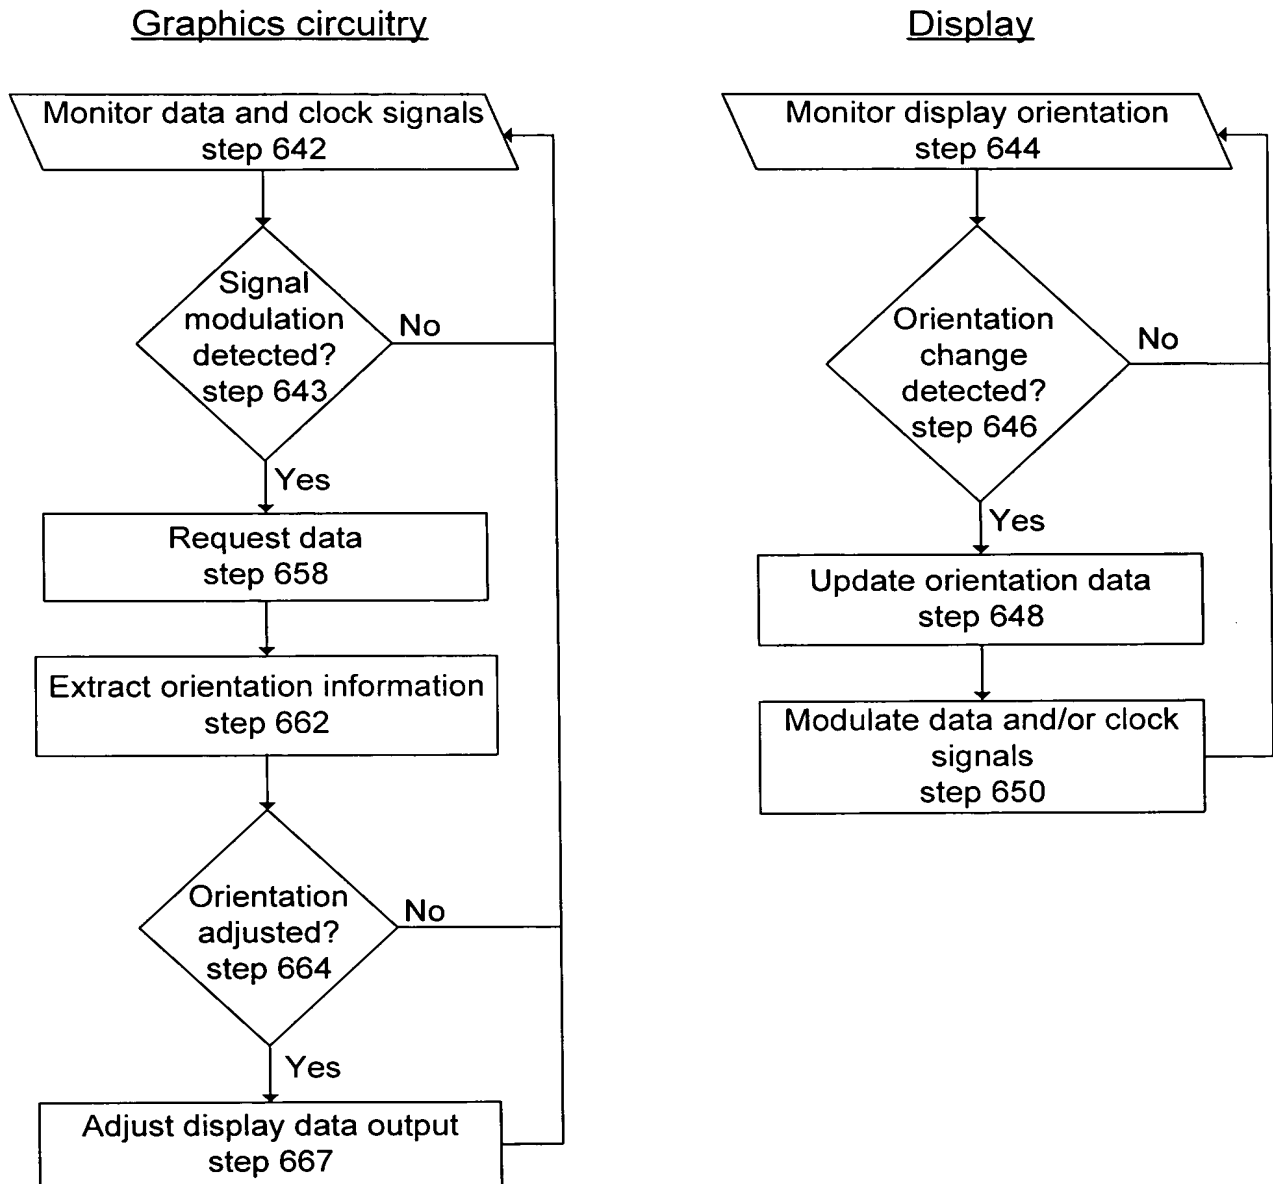 Graphics circuitry
Monitor data and clock signals
step 642
Signal
modulation
detected?
step 643
No
Yes
Request data
step 658
Extract orientation information
step 662
Orientation
adjusted?
step 664
No
Yes
Adjust display data output
step 667
Display
Monitor display orientation
step 644
Orientation
change
detected?
step 646
No
Yes
Update orientation data
step 648
Modulate data and/or clock
signals
step 650